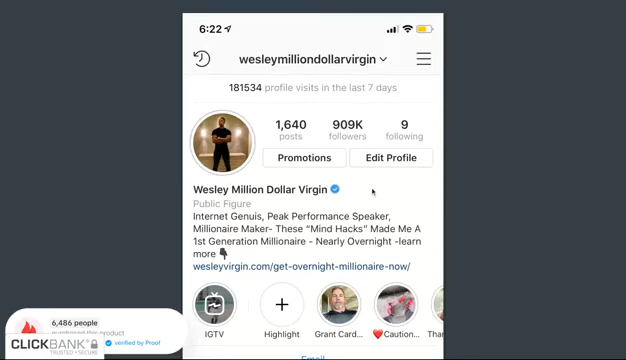 6:22
wesleymilliondollarvirgin
181534 profile visits in the last 7 days
1,640 909K 9
posts followers following
Promotions Edit Profile
Wesley Million Dollar Virgin
Public Figure
Internet Genuis, Peak Performance Speaker,
Millionaire Maker- These “Mind Hacks” Made Me A
1st Generation Millionaire - Nearly Overnight -learn
more 👇🏿
wesleyvirgin.com/get-overnight-millionaire-now/
IGTV Highlight Grant Card... ❤️Caution...
Email
6,486 people
CLICKBANK
TRUSTED • SECURE
verified by Proof